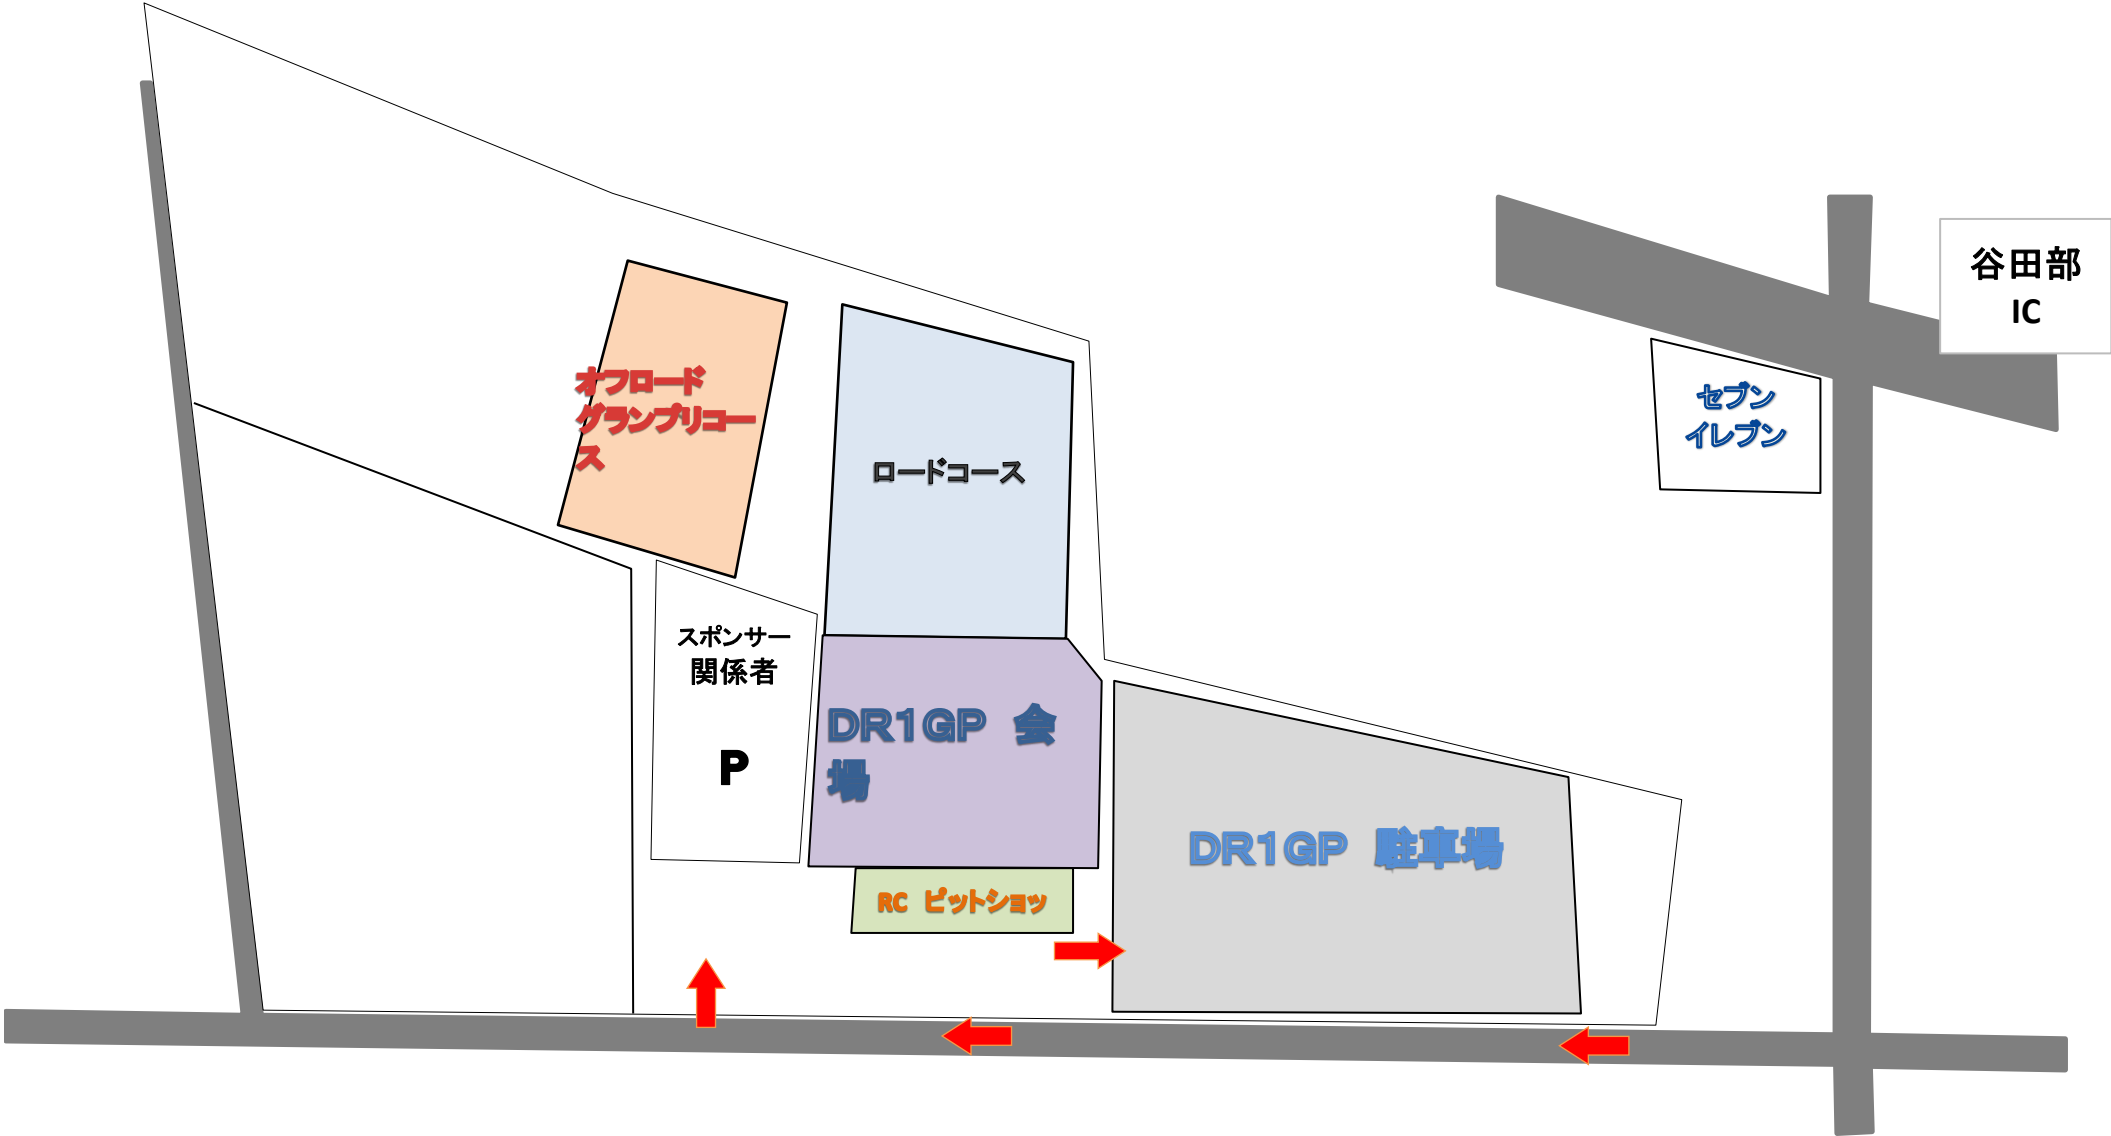 谷田部
IC
セブン
イレブン
オフロード
グランプリコー
ス
ロードコース
スポンサー
関係者
P
DR1GP 会
場
DR1GP 駐車場
RC ピットショッ